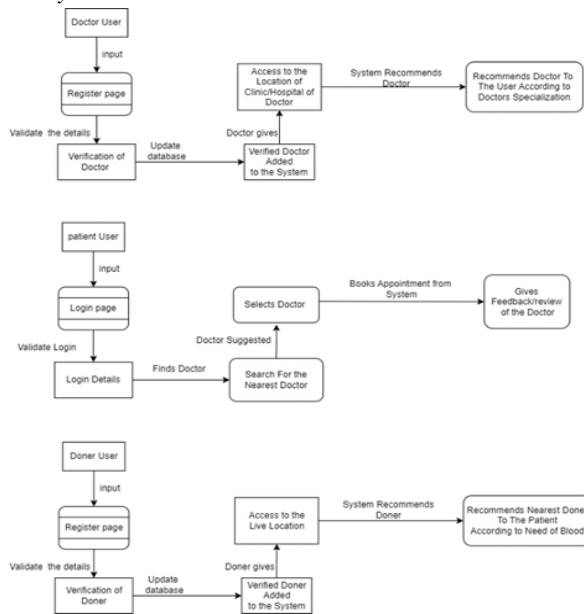 Doctor User
input
Register page
Validate the details
Verification of
Doctor
Update
database
Access to the
Location of
Clinic/Hospital of
Doctor
Doctor gives
Verified Doctor
Added
to the System
System Recommends
Doctor
Recommends Doctor To
The User According to
Doctors Specialization
patient User
input
Login page
Validate Login
Login Details
Finds Doctor
Selects Doctor
Doctor Suggested
Search For the
Nearest Doctor
Books Appointment from
System
Gives
Feedback/review
of the Doctor
Doner User
input
Register page
Validate the details
Verification of
Doner
Update
database
Access to the
Live Location
Doner gives
Verified Doner
Added
to the System
System Recommends
Doner
Recommends Nearest Done
To The Patient
According to Need of Blood